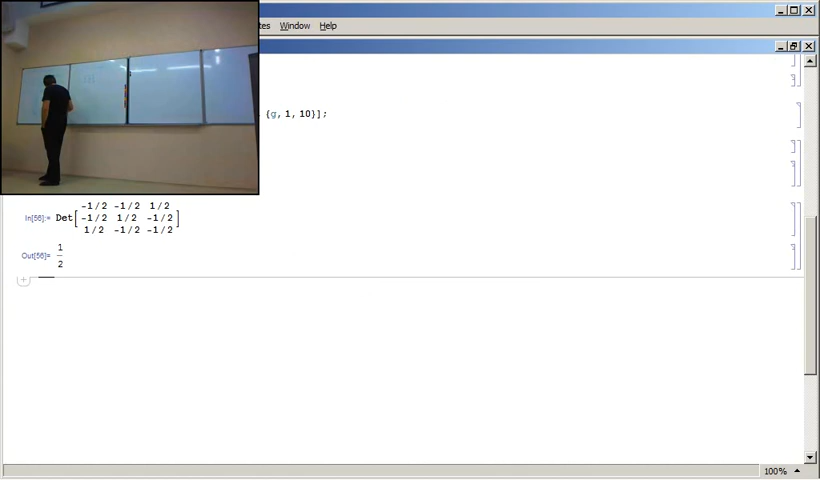 tes Window Help
{g, 1, 10}];
-1/2 -1/2 1/2
In[56]:= Det[ -1/2 1/2 -1/2 ]
1/2 -1/2 -1/2
Out[56]= 1/2
100%